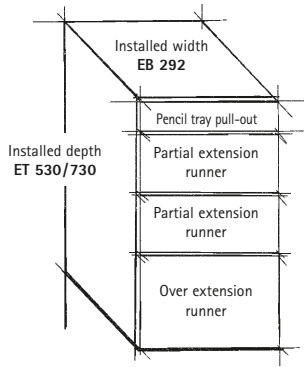 Installed width
EB 292
Pencil tray pull-out
Installed depth
ET 530/730
Partial extension
runner
Partial extension
runner
Over extension
runner